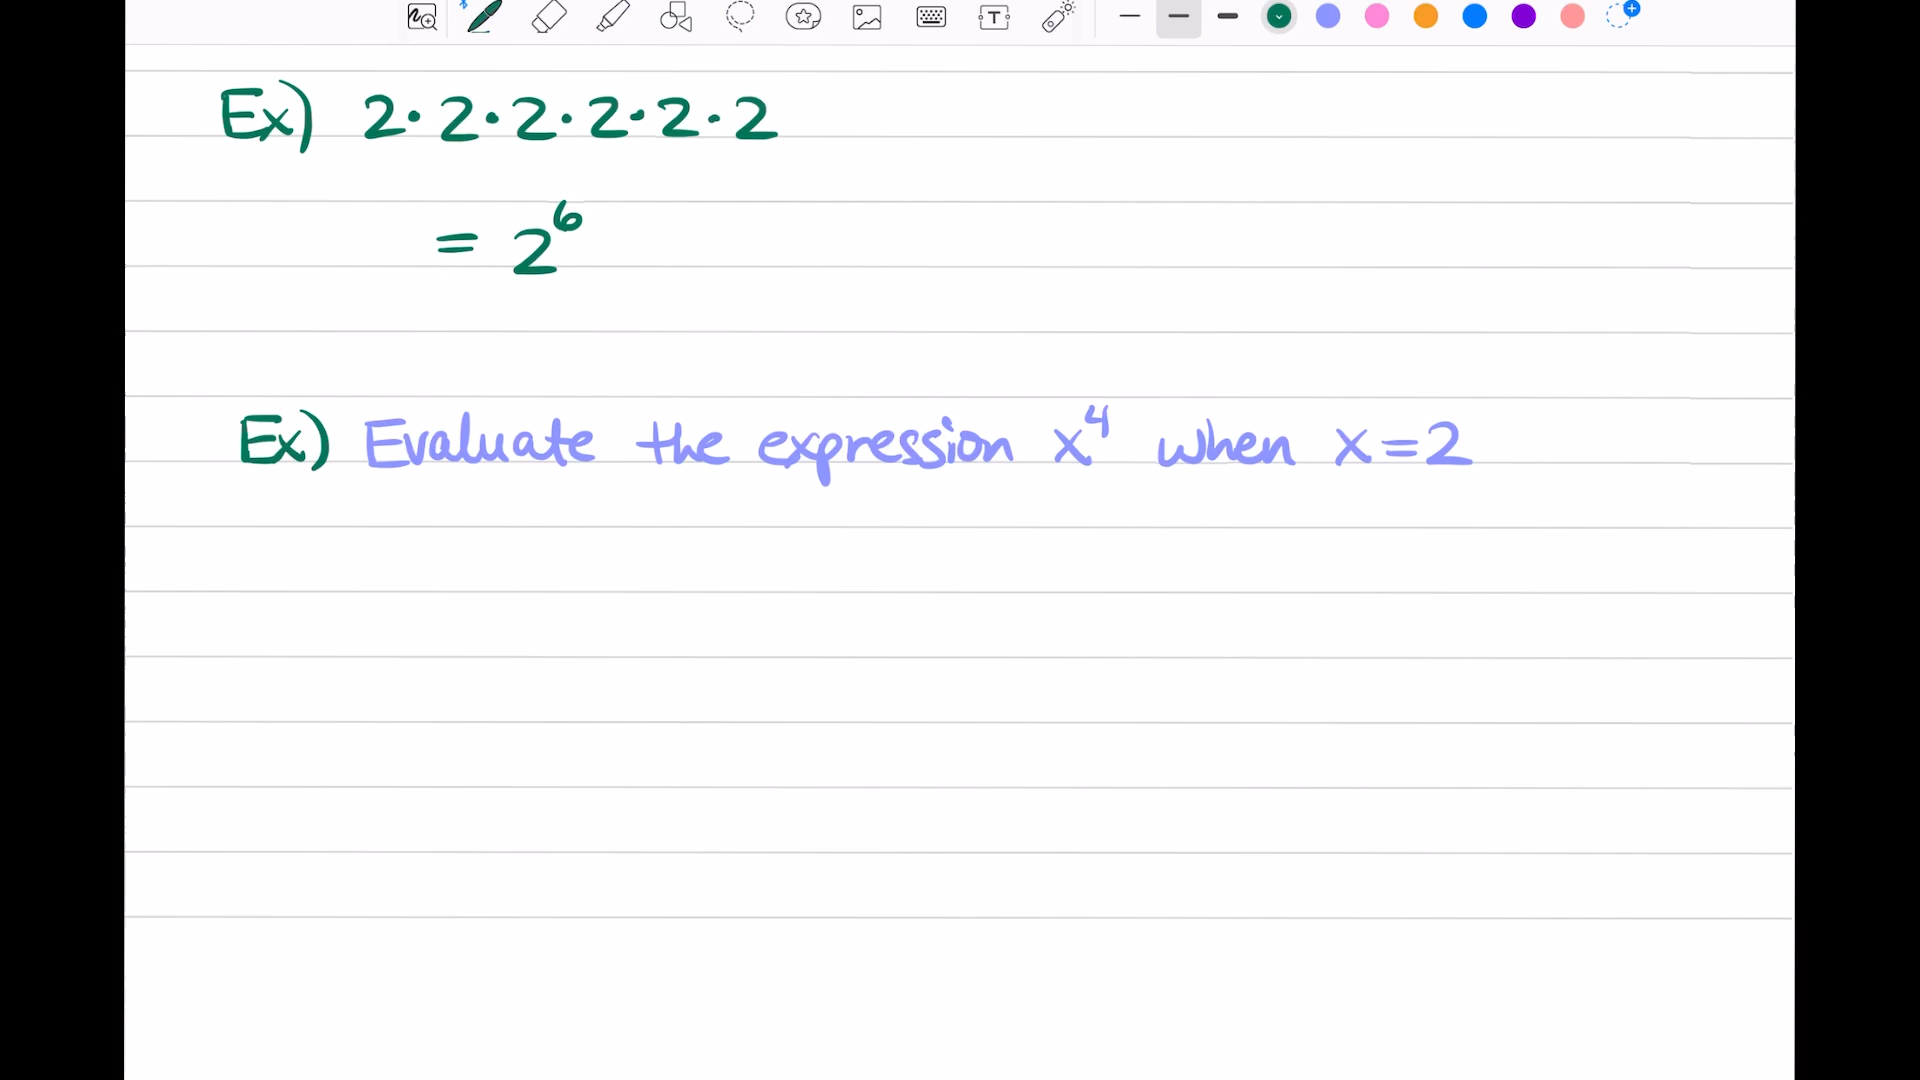 Ex) 2·2·2·2·2·2
= 2⁶
Ex) Evaluate the expression x⁴ when x=2